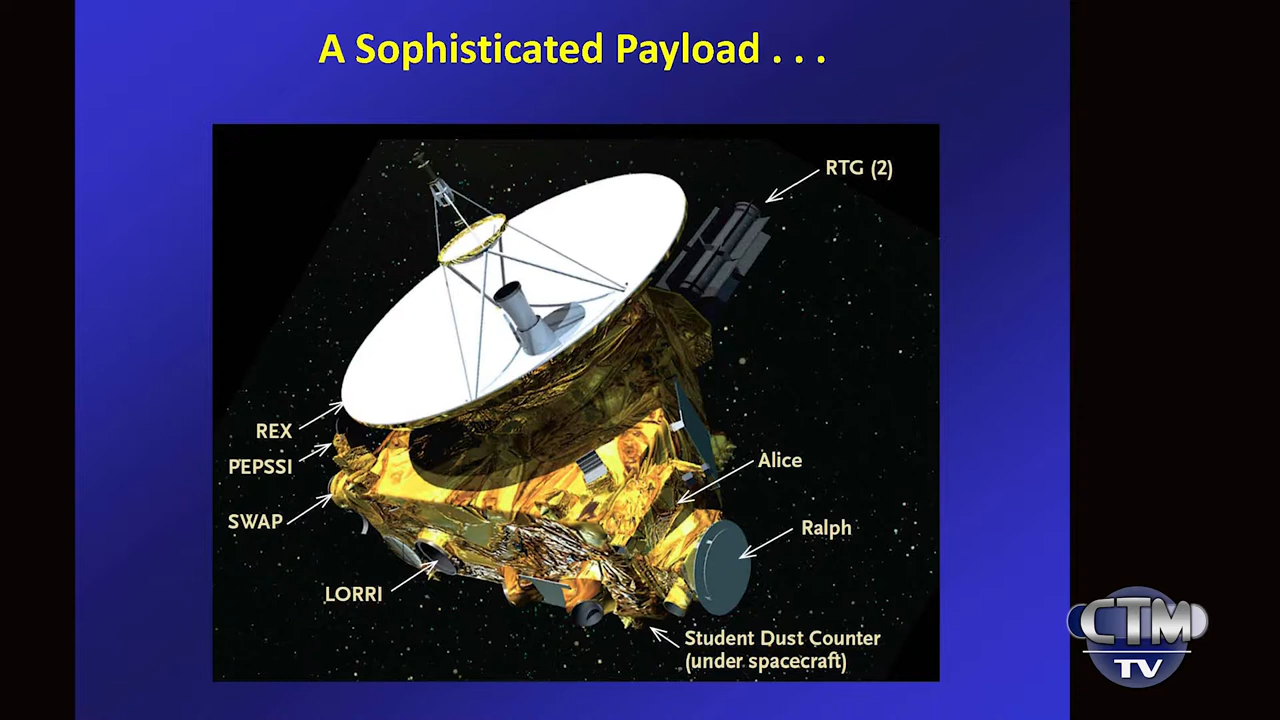 A Sophisticated Payload . . .
RTG (2)
REX
PEPSSI
Alice
SWAP
Ralph
LORRI
Student Dust Counter
(under spacecraft)
CTM
TV